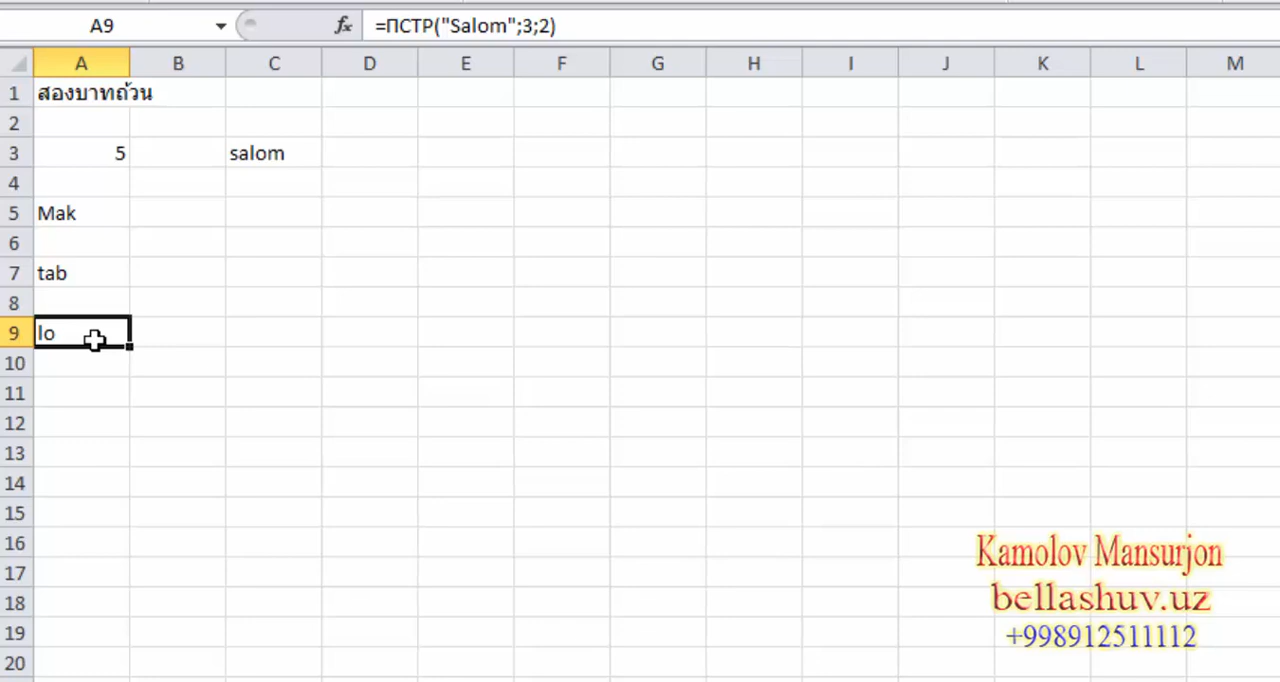 A9 fx =ПСТР("Salom";3;2)
A B C D E F G H I J K L M
1 สองบาทถ้วน
2
3 5 salom
4
5 Mak
6
7 tab
8
9 lo
10
11
12
13
14
15
16
17
18
19
20
Kamolov Mansurjon
bellashuv.uz
+998912511112